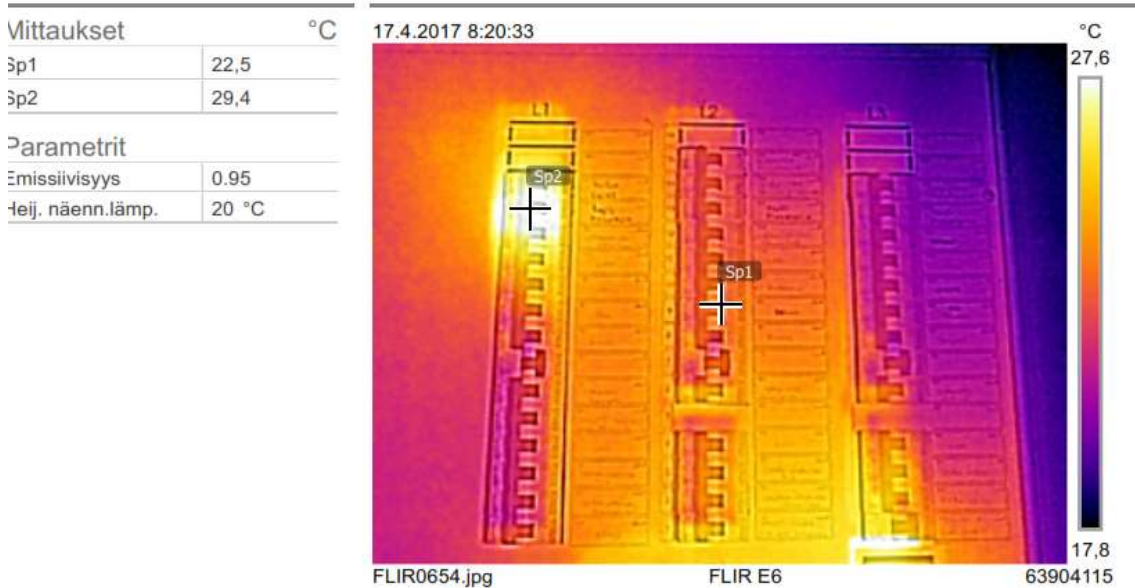 Mittaukset °C
Sp1 22,5
Sp2 29,4
Parametrit
Emissiivisyys 0.95
Heij. näenn.lämp. 20 °C
17.4.2017 8:20:33 °C
27,6
L1 L2 L3
Sp2
Sp1
17,8
FLIR0654.jpg FLIR E6 63904115